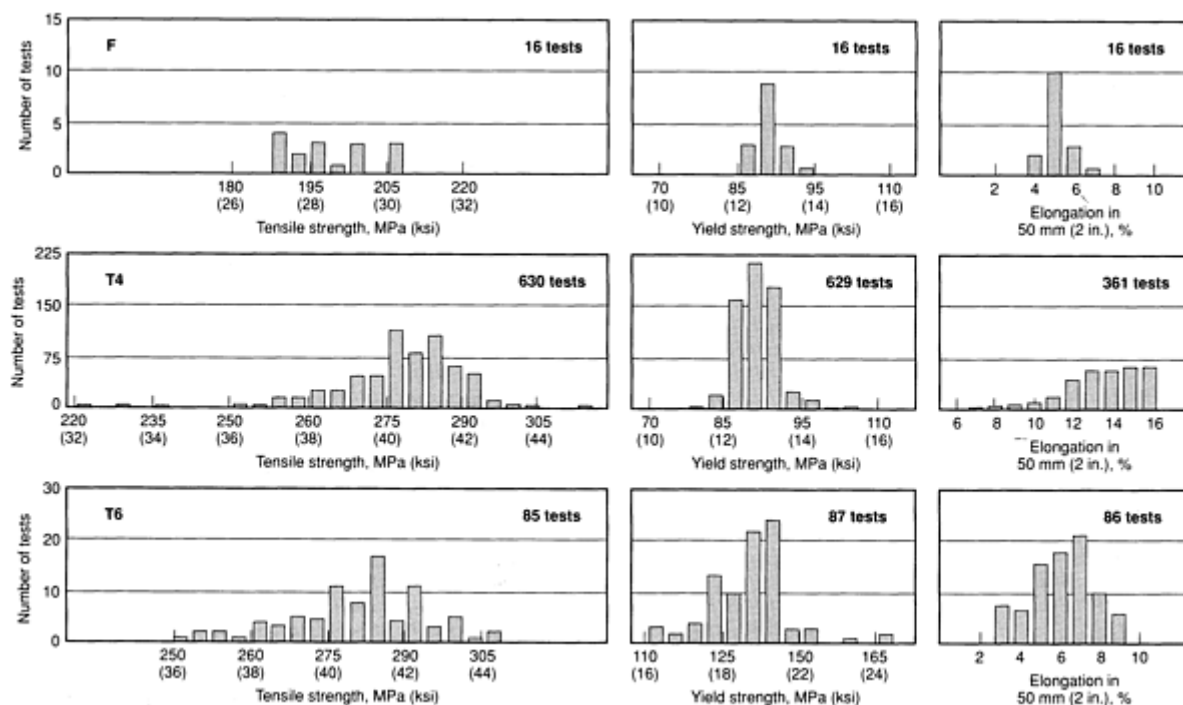 15
F
16 tests
16 tests
16 tests
10
5
0
Number of tests
180 195 205 220
(26) (28) (30) (32)
Tensile strength, MPa (ksi)
70 85 95 110
(10) (12) (14) (16)
Yield strength, MPa (ksi)
2 4 6 8 10
Elongation in
50 mm (2 in.), %
225
T4
630 tests
629 tests
361 tests
150
75
0
Number of tests
220 235 250 260 275 290 305
(32) (34) (36) (38) (40) (42) (44)
Tensile strength, MPa (ksi)
70 85 95 110
(10) (12) (14) (16)
Yield strength, MPa (ksi)
6 8 10 12 14 16
Elongation in
50 mm (2 in.), %
30
T6
85 tests
87 tests
86 tests
20
10
0
Number of tests
250 260 275 290 305
(36) (38) (40) (42) (44)
Tensile strength, MPa (ksi)
110 125 150 165
(16) (18) (22) (24)
Yield strength, MPa (ksi)
2 4 6 8 10
Elongation in
50 mm (2 in.), %